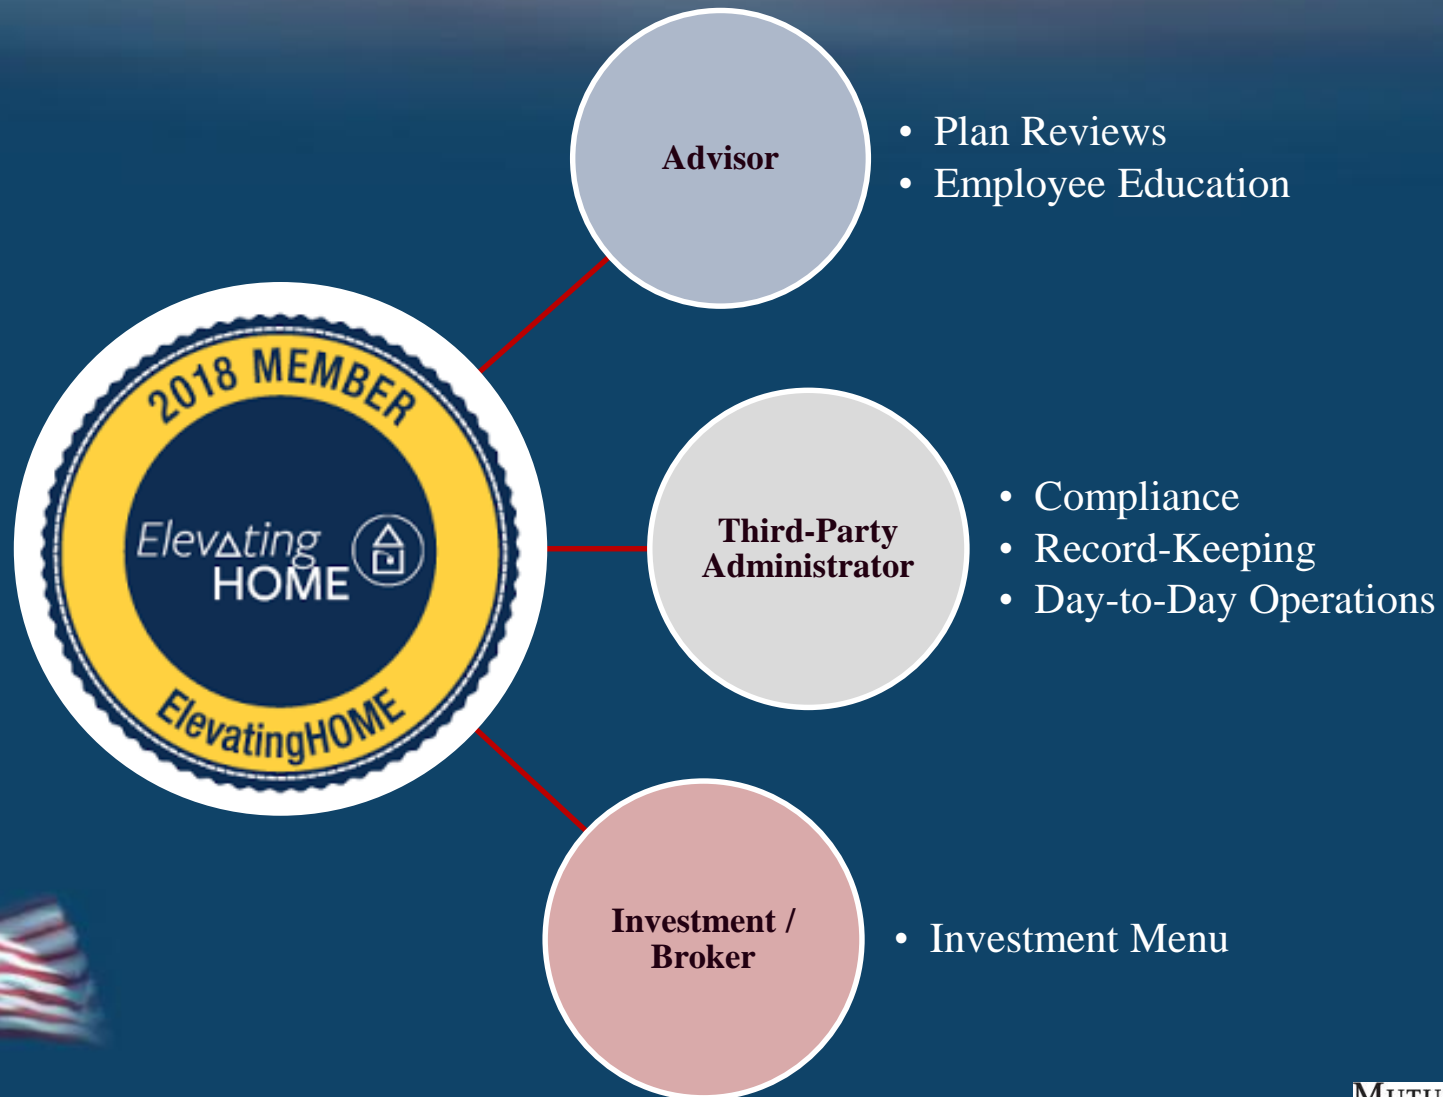 Advisor
• Plan Reviews
• Employee Education
2018 MEMBER
Elevating
HOME
ElevatingHOME
Third-Party
Administrator
• Compliance
• Record-Keeping
• Day-to-Day Operations
Investment /
Broker
• Investment Menu